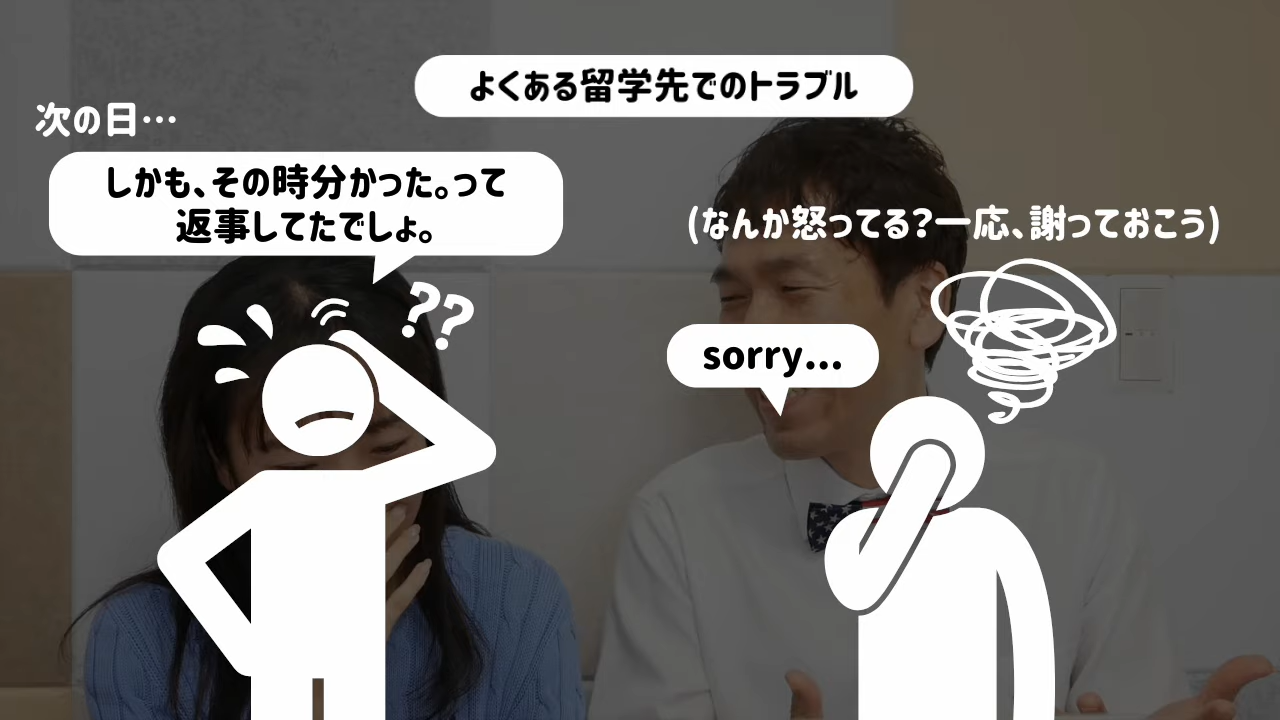 よくある留学先でのトラブル
次の日…
しかも、その時分かった。って
返事してたでしょ。
??
(なんか怒ってる?一応、謝っておこう)
sorry...